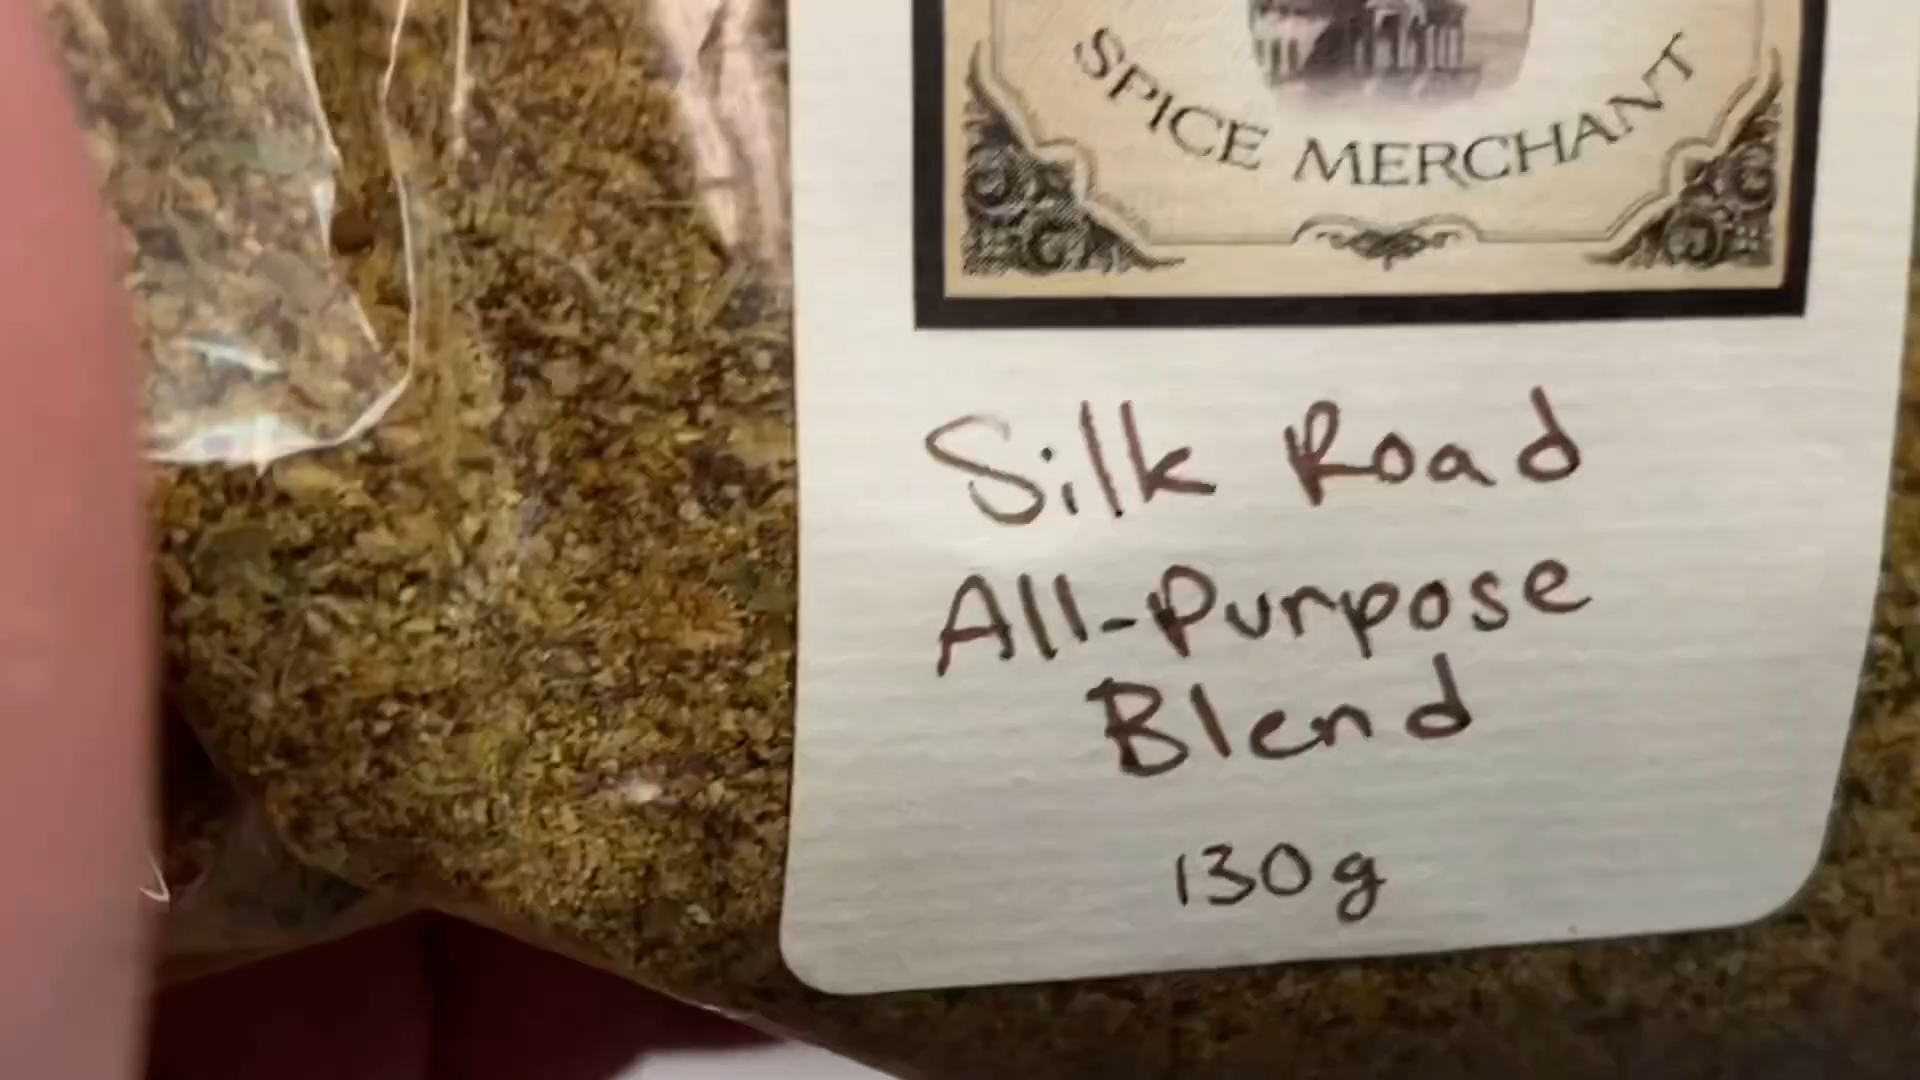 SPICE MERCHANT
Silk Road
All-Purpose
Blend
130g